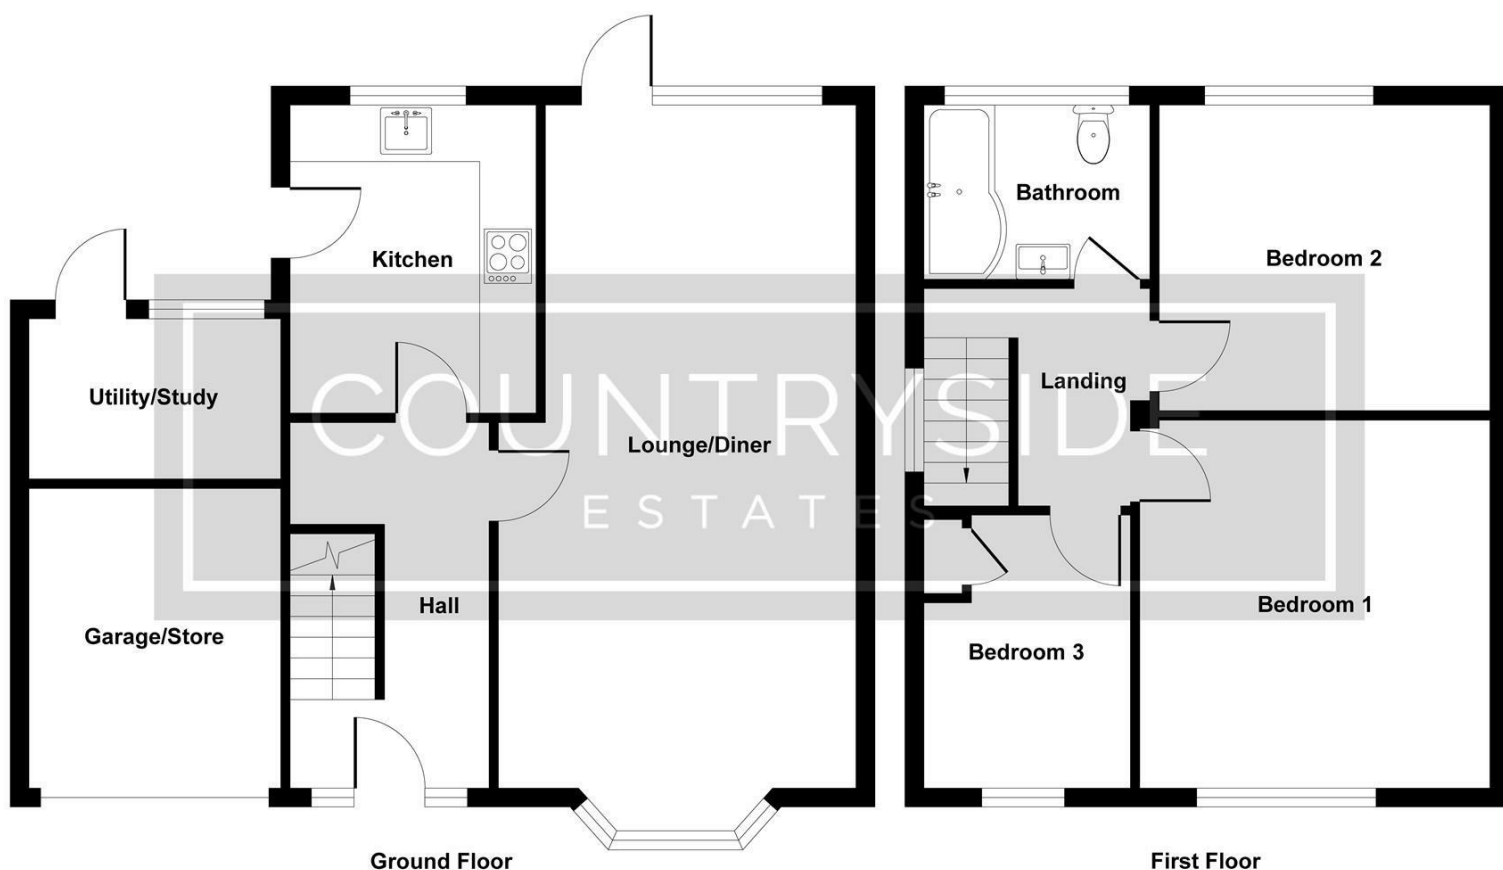 Bathroom
Kitchen
Bedroom 2
Utility/Study
Landing
COUNTRYSIDE
Lounge/Diner
ESTATES
Hall
Bedroom 1
Garage/Store
Bedroom 3
Ground Floor
First Floor